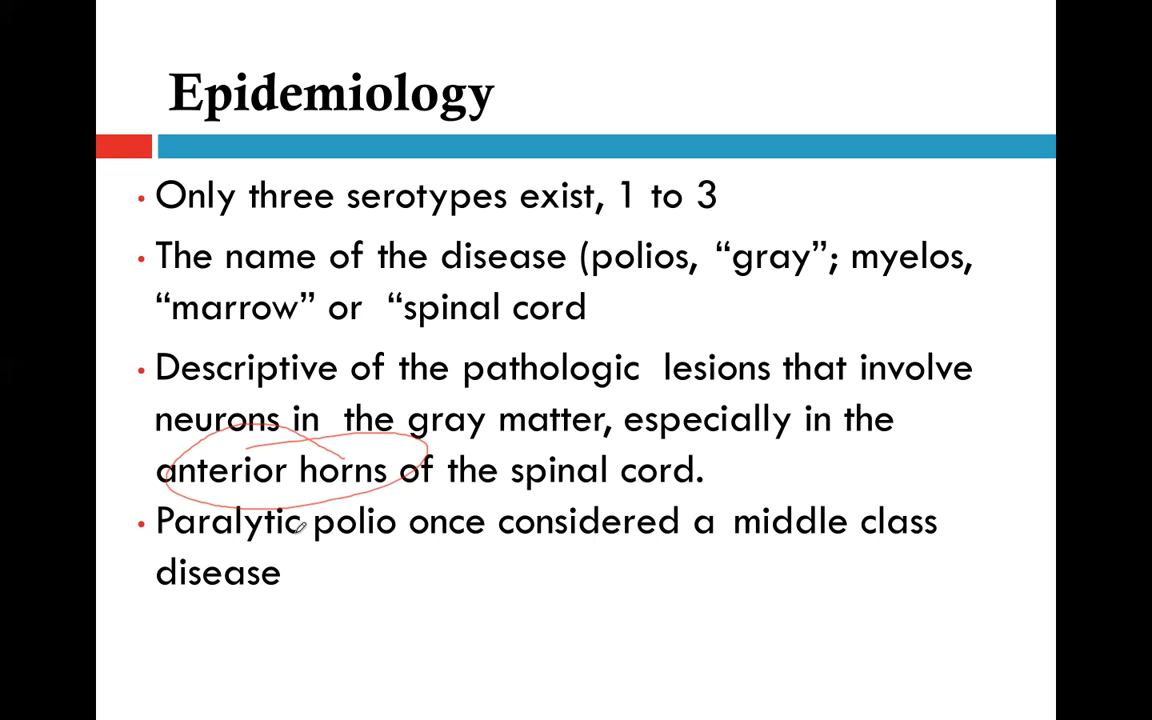 Epidemiology
• Only three serotypes exist, 1 to 3
• The name of the disease (polios, “gray”; myelos,
“marrow” or “spinal cord
• Descriptive of the pathologic lesions that involve
neurons in the gray matter, especially in the
anterior horns of the spinal cord.
• Paralytic polio once considered a middle class
disease